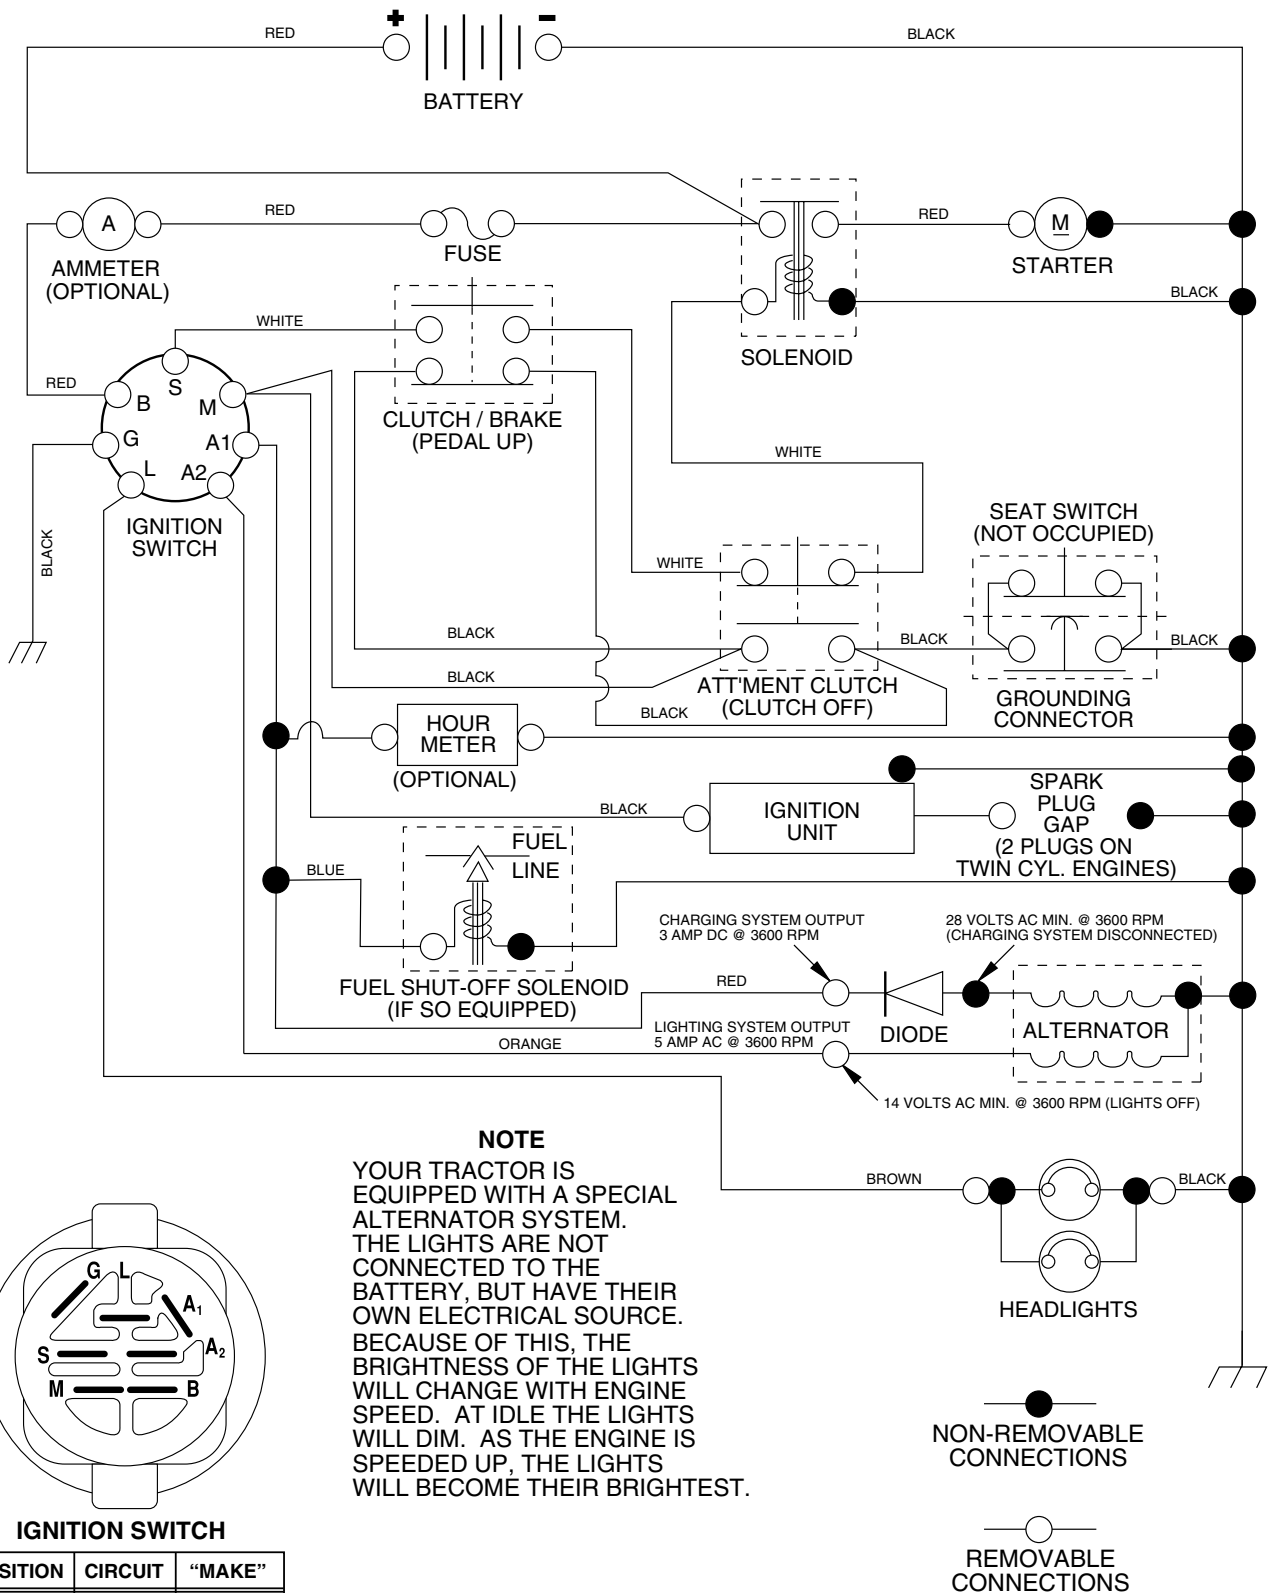 + -
RED
BLACK
BATTERY
A
RED
FUSE
RED
M
AMMETER
(OPTIONAL)
STARTER
BLACK
WHITE
SOLENOID
RED
S
B
M
G
A1
L
A2
CLUTCH / BRAKE
(PEDAL UP)
WHITE
IGNITION
SWITCH
BLACK
SEAT SWITCH
(NOT OCCUPIED)
WHITE
BLACK
BLACK
BLACK
BLACK
ATT'MENT CLUTCH
(CLUTCH OFF)
BLACK
GROUNDING
CONNECTOR
HOUR
METER
(OPTIONAL)
BLACK
IGNITION
UNIT
SPARK
PLUG
GAP
(2 PLUGS ON
TWIN CYL. ENGINES)
FUEL
LINE
BLUE
FUEL SHUT-OFF SOLENOID
(IF SO EQUIPPED)
CHARGING SYSTEM OUTPUT
3 AMP DC @ 3600 RPM
28 VOLTS AC MIN. @ 3600 RPM
(CHARGING SYSTEM DISCONNECTED)
RED
DIODE
ALTERNATOR
ORANGE
LIGHTING SYSTEM OUTPUT
5 AMP AC @ 3600 RPM
14 VOLTS AC MIN. @ 3600 RPM (LIGHTS OFF)
NOTE
YOUR TRACTOR IS
EQUIPPED WITH A SPECIAL
ALTERNATOR SYSTEM.
THE LIGHTS ARE NOT
CONNECTED TO THE
BATTERY, BUT HAVE THEIR
OWN ELECTRICAL SOURCE.
BECAUSE OF THIS, THE
BRIGHTNESS OF THE LIGHTS
WILL CHANGE WITH ENGINE
SPEED. AT IDLE THE LIGHTS
WILL DIM. AS THE ENGINE IS
SPEEDED UP, THE LIGHTS
WILL BECOME THEIR BRIGHTEST.
BROWN
BLACK
HEADLIGHTS
G L
A1
S
A2
M
B
IGNITION SWITCH
SITION CIRCUIT “MAKE”
NON-REMOVABLE
CONNECTIONS
REMOVABLE
CONNECTIONS